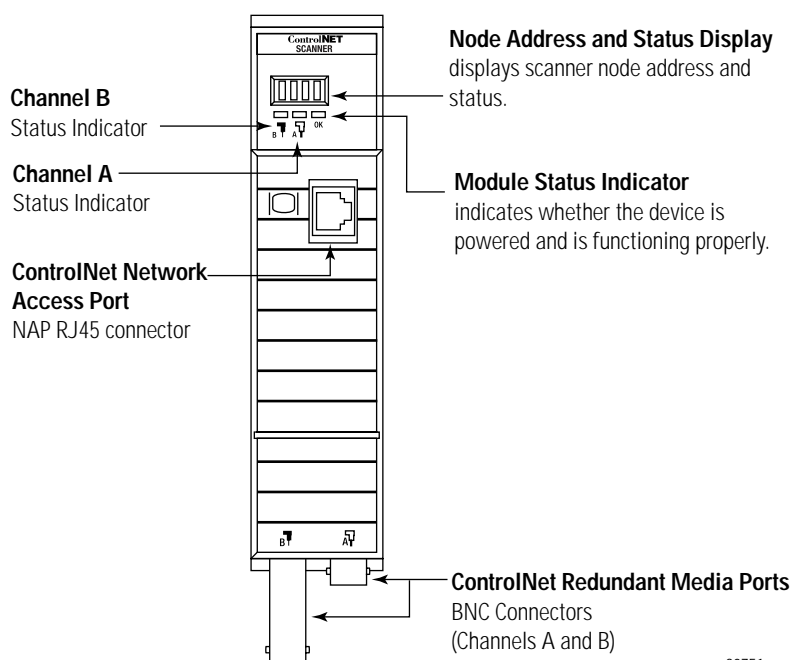 ControlNET
SCANNER
B A OK
Node Address and Status Display
displays scanner node address and
status.
Channel B
Status Indicator
Channel A
Status Indicator
Module Status Indicator
indicates whether the device is
powered and is functioning properly.
ControlNet Network
Access Port
NAP RJ45 connector
B A
ControlNet Redundant Media Ports
BNC Connectors
(Channels A and B)